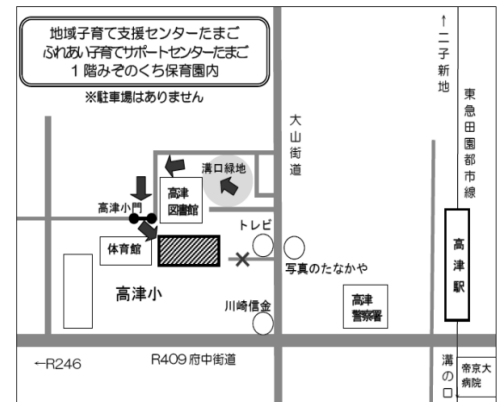 地域子育て支援センターたまご
ふれあい子育てサポートセンターたまご
1階みぞのくち保育園内
※駐車場はありません
↑二子新地
東急田園都市線
大山街道
溝口緑地
高津
図書館
高津小門
トレビ
体育館
写真のたなかや
高津駅
高津小
川崎信金
高津
警察署
←R246
R409府中街道
溝の口
帝京大
病院